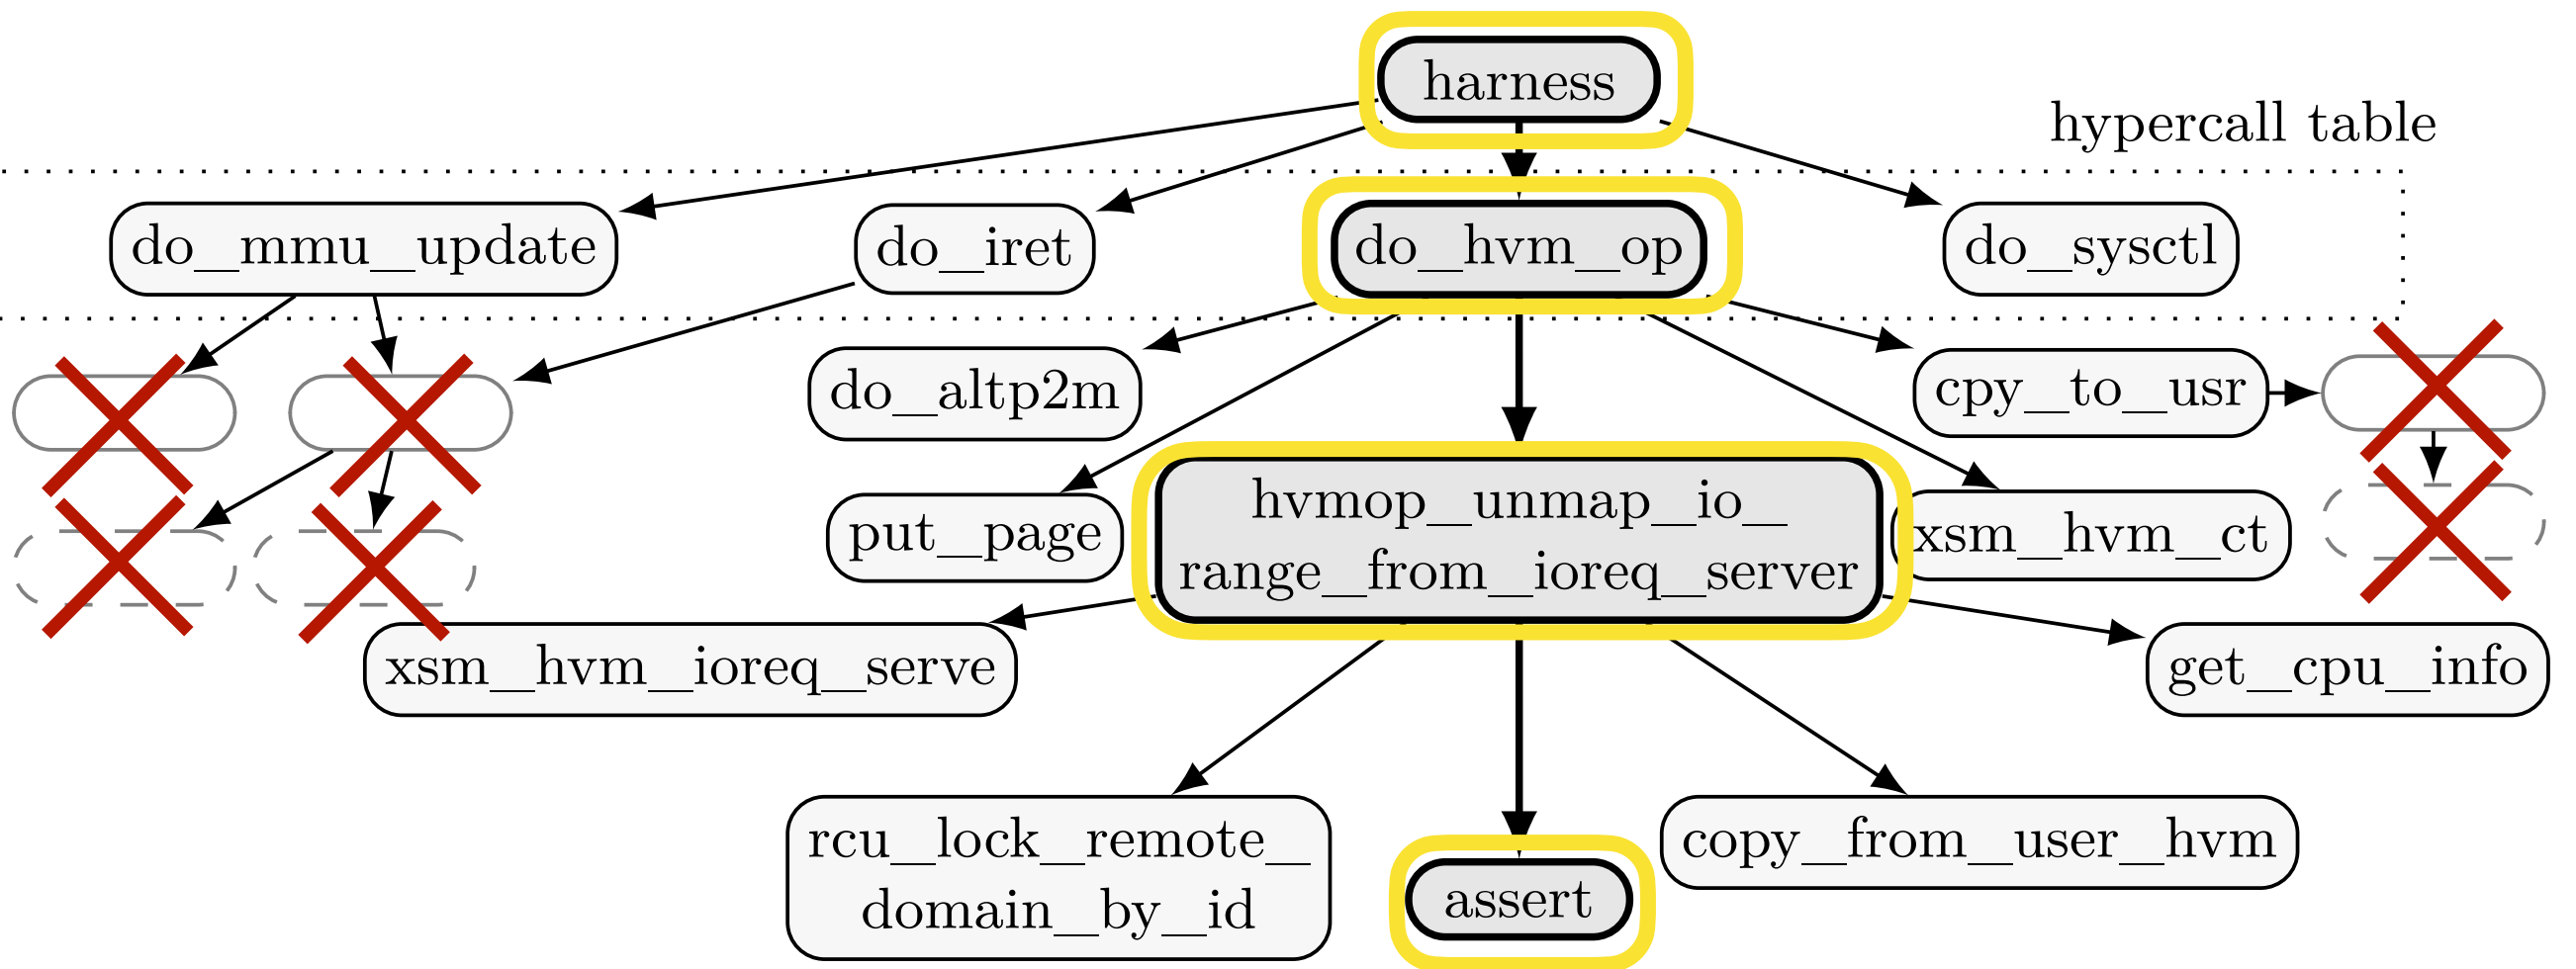 harness
hypercall table
do_mmu_update
do_iret
do_hvm_op
do_sysctl
do_altp2m
cpy_to_usr
put_page
hvmop_unmap_io_
range_from_ioreq_server
xsm_hvm_ct
xsm_hvm_ioreq_serve
get_cpu_info
rcu_lock_remote_
domain_by_id
assert
copy_from_user_hvm